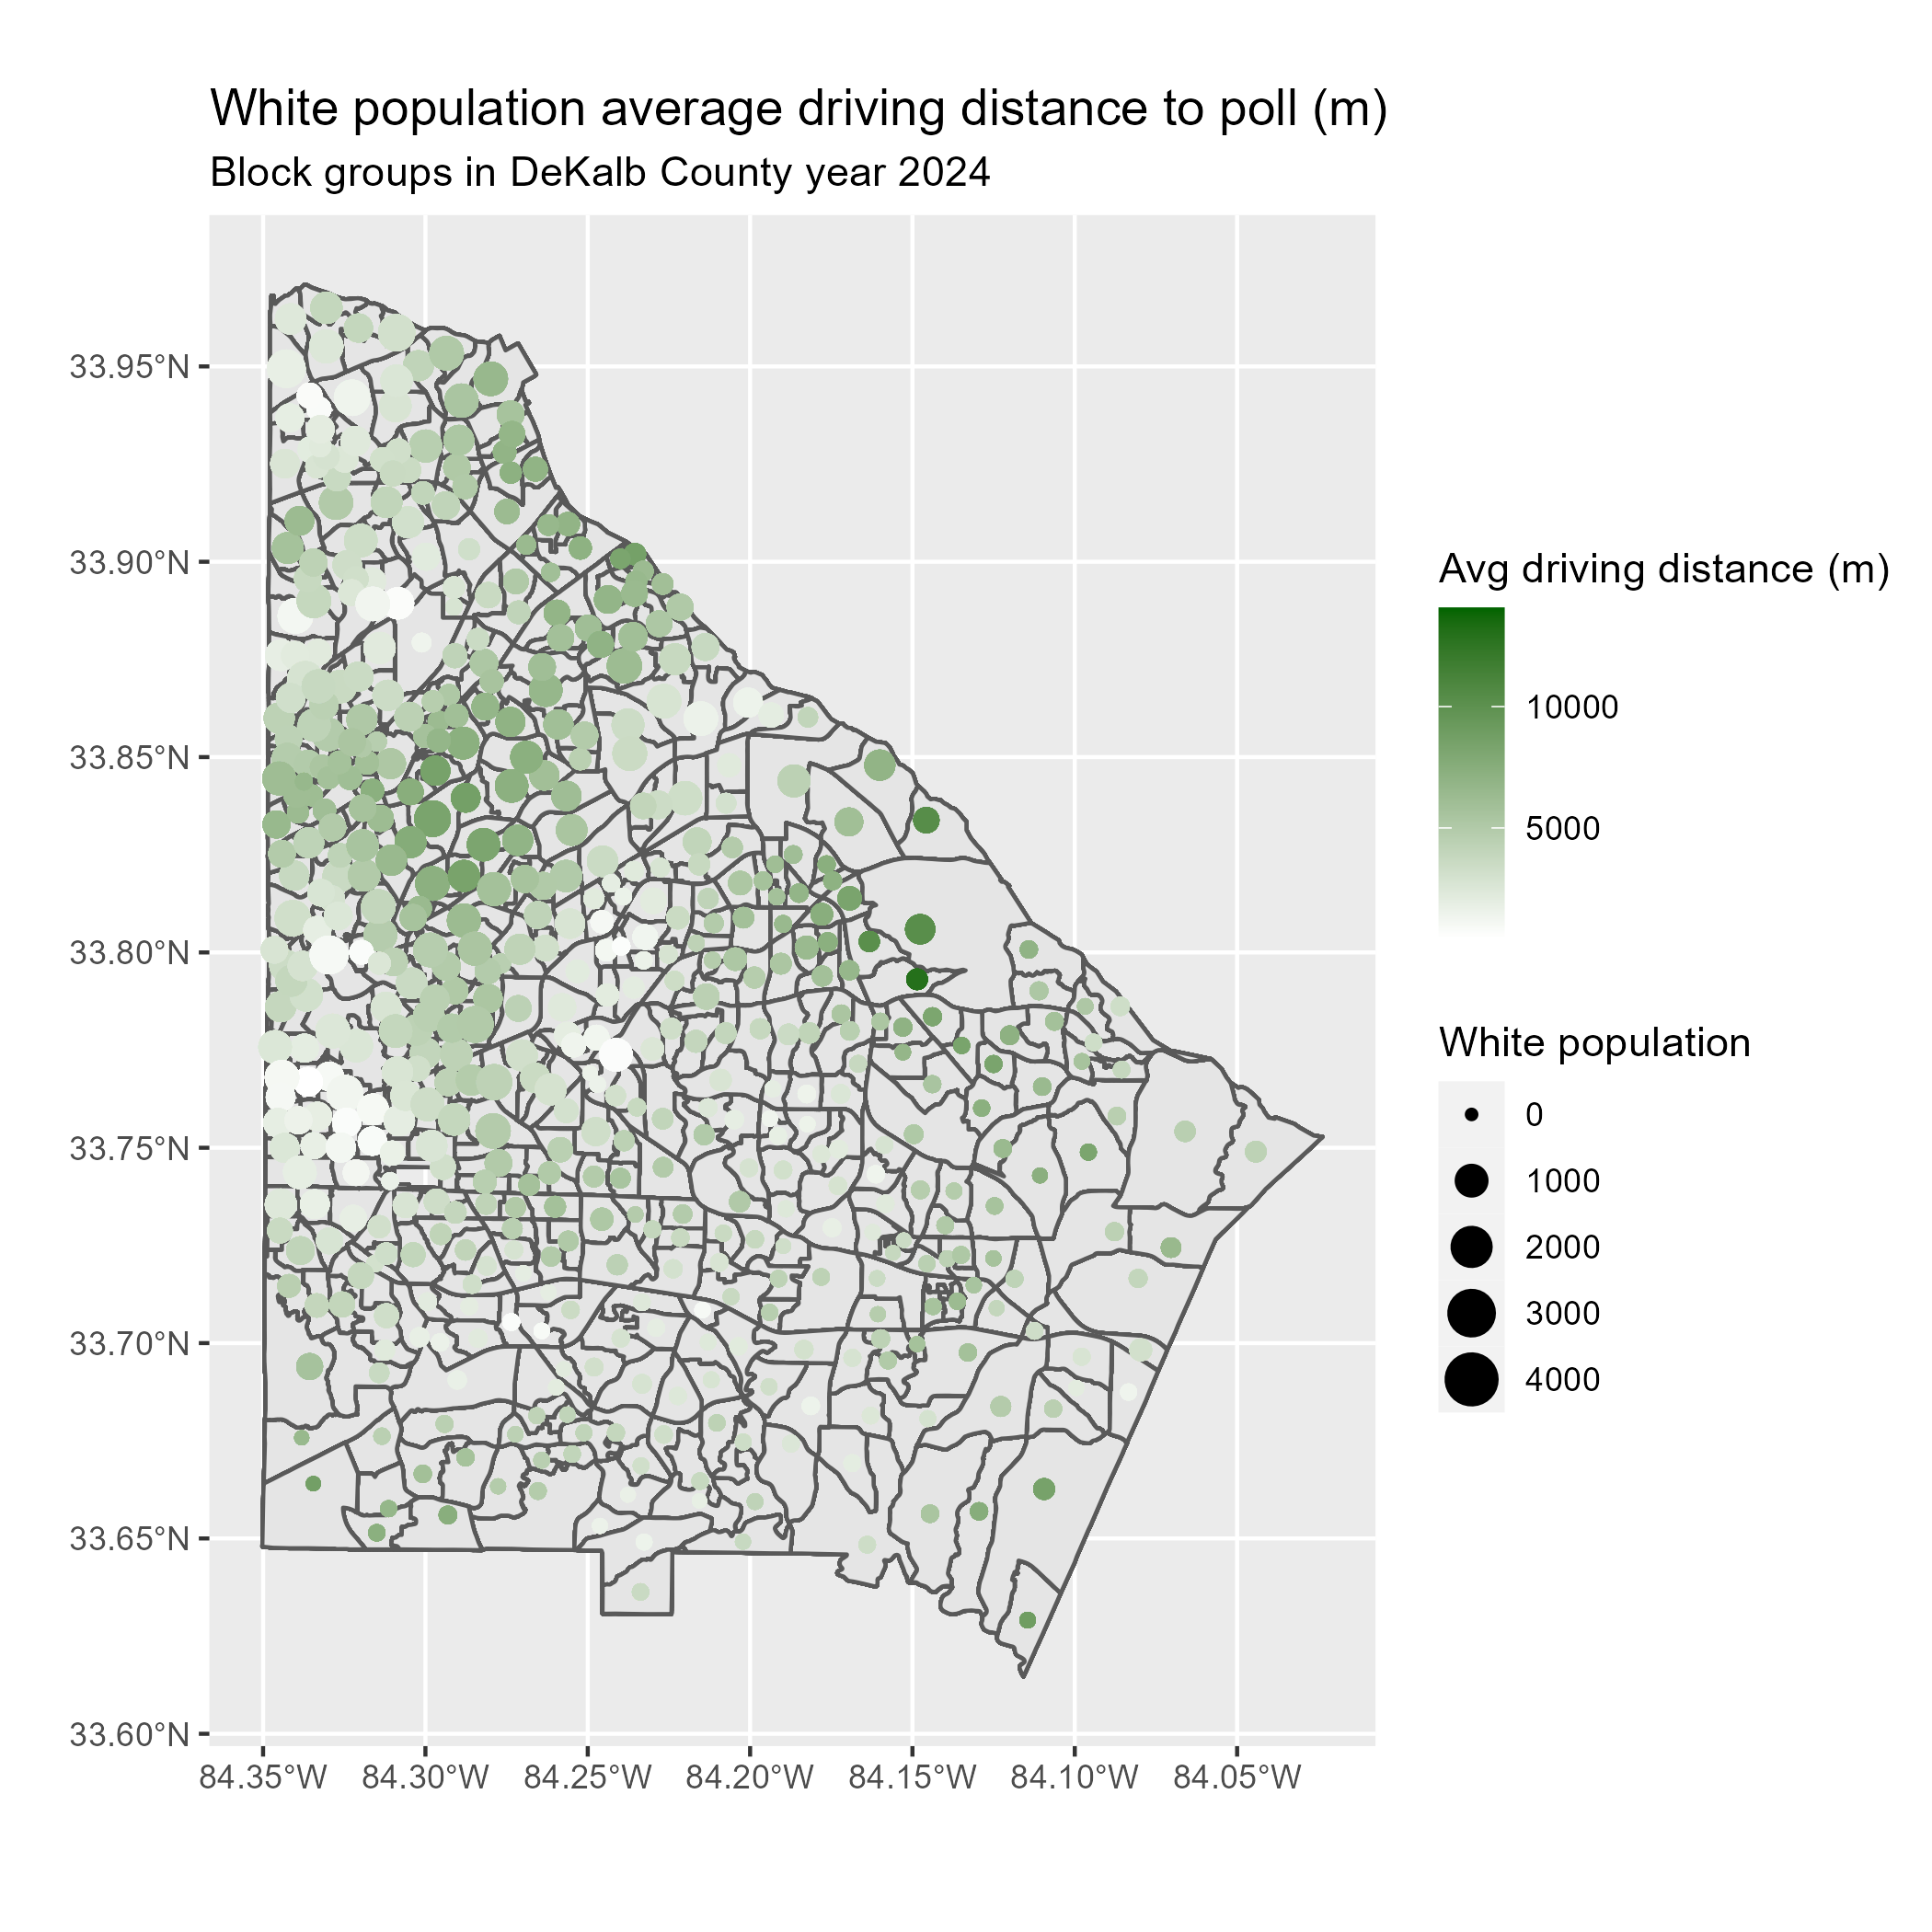 White population average driving distance to poll (m)
Block groups in DeKalb County year 2024
33.95°N
33.90°N
33.85°N
33.80°N
33.75°N
33.70°N
33.65°N
33.60°N
84.35°W 84.30°W 84.25°W 84.20°W 84.15°W 84.10°W 84.05°W
Avg driving distance (m)
10000
5000
White population
0
1000
2000
3000
4000